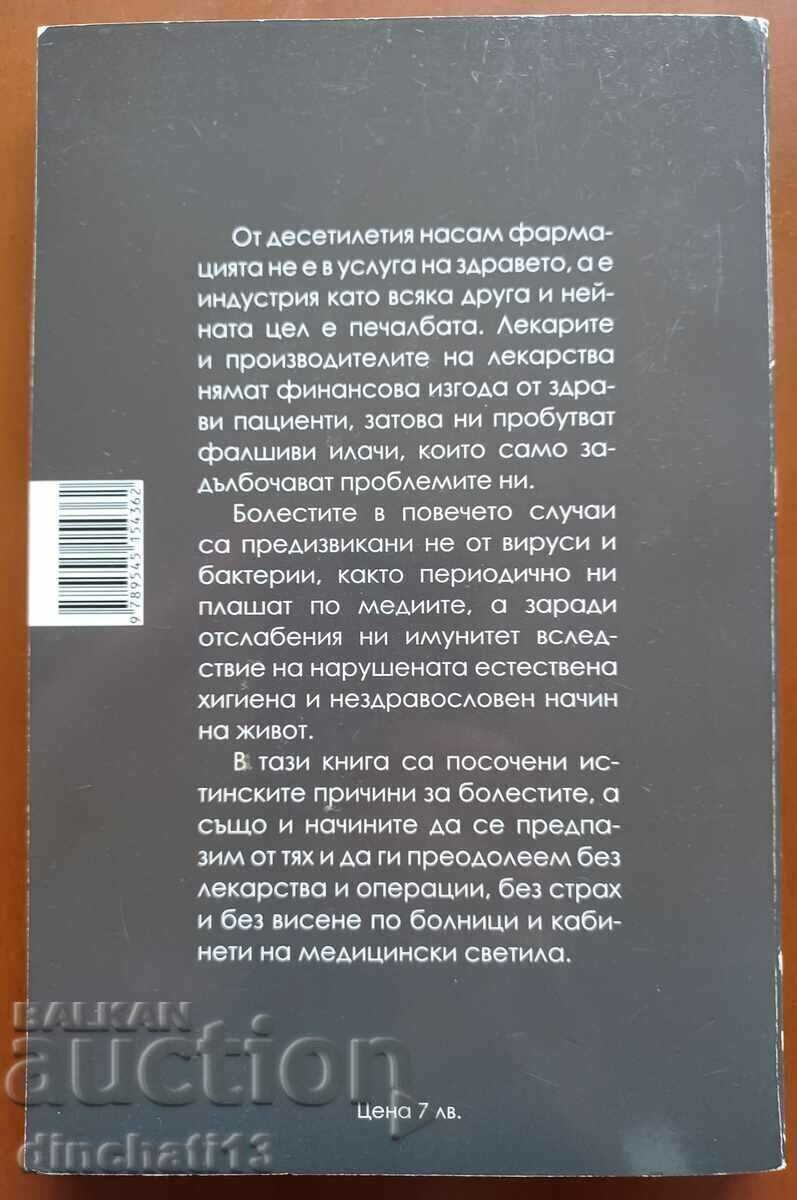 От десетилетия насам фарма-
цията не е в услуга на здравето, а е
индустрия като всяка друга и ней-
ната цел е печалбата. Лекарите
и производителите на лекарства
нямат финансова изгода от здра-
ви пациенти, затова ни пробутват
фалшиви илачи, които само за-
дълбочават проблемите ни.
Болестите в повечето случаи
са предизвикани не от вируси и
бактерии, както периодично ни
плашат по медиите, а заради
отслабения ни имунитет вслед-
ствие на нарушената естествена
хигиена и нездравословен начин
на живот.
В тази книга са посочени ис-
тинските причини за болестите, а
също и начините да се предпа-
зим от тях и да ги преодолеем без
лекарства и операции, без страх
и без висене по болници и каби-
нети на медицински светила.
9 789545 154362
BALKAN
auction
dinchati13
Цена 7 лв.